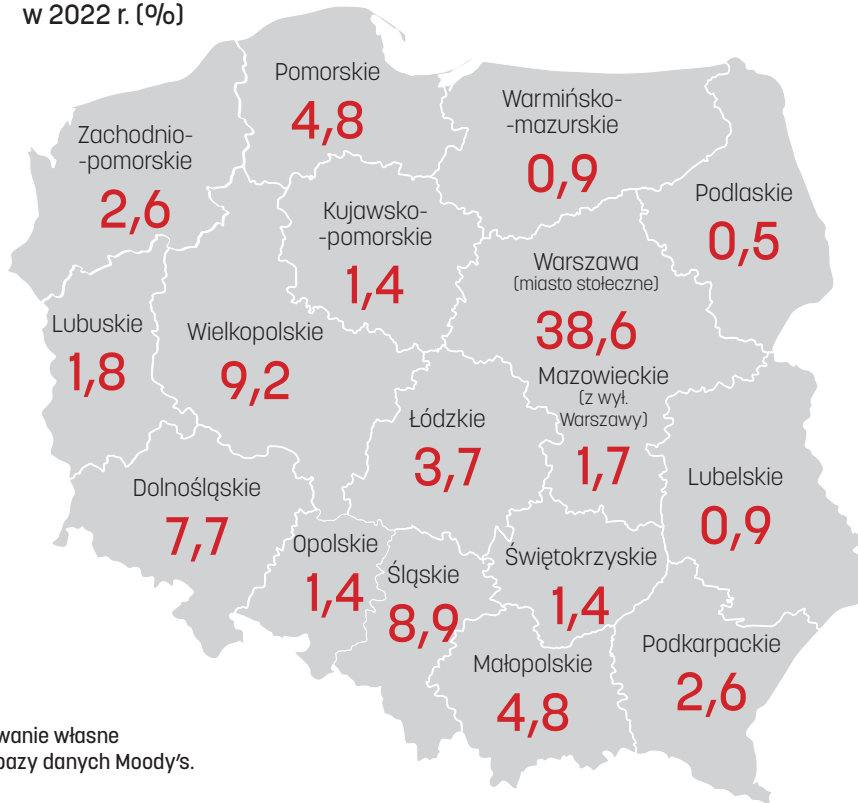 w 2022 r. (%)
Pomorskie
4,8
Warmińsko-
-mazurskie
0,9
Zachodnio-
-pomorskie
2,6
Podlaskie
0,5
Kujawsko-
-pomorskie
1,4
Warszawa
(miasto stołeczne)
38,6
Lubuskie
1,8
Wielkopolskie
9,2
Mazowieckie
(z wył.
Warszawy)
1,7
Łódzkie
3,7
Lubelskie
0,9
Dolnośląskie
7,7
Opolskie
1,4
Śląskie
8,9
Świętokrzyskie
1,4
Podkarpackie
2,6
Małopolskie
4,8
wanie własne
bazy danych Moody's.